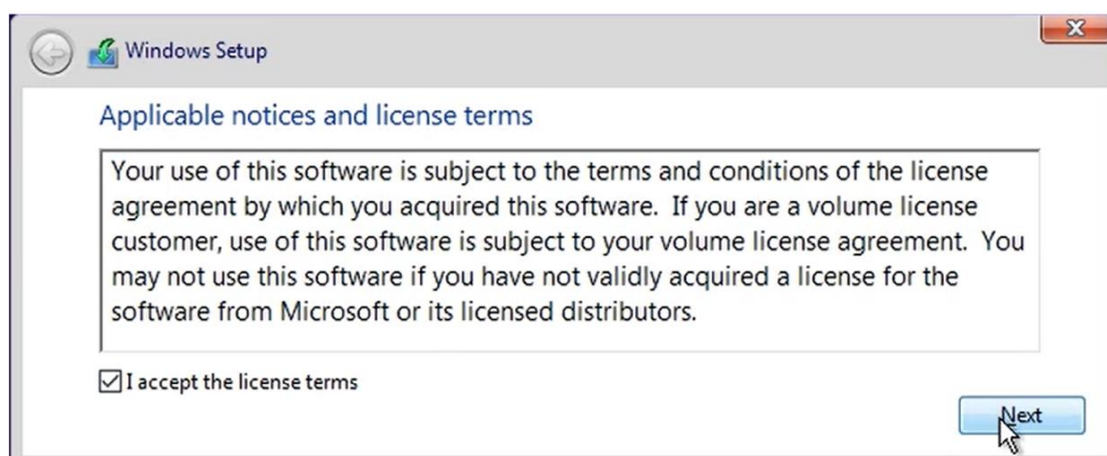 Windows Setup
Applicable notices and license terms
Your use of this software is subject to the terms and conditions of the license
agreement by which you acquired this software.  If you are a volume license
customer, use of this software is subject to your volume license agreement.  You
may not use this software if you have not validly acquired a license for the
software from Microsoft or its licensed distributors.
I accept the license terms
Next